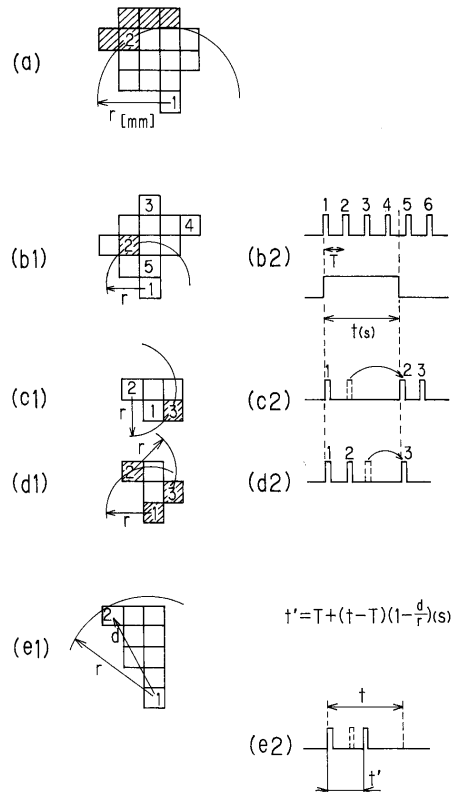 (a)
2
1
r [mm]
(b1)
3
4
2
5
1
r
(b2)
1 2 3 4 5 6
T
t(s)
(c1)
2
1
3
r
(c2)
1
2 3
(d1)
r
2
3
1
r
(d2)
1 2 3
(e1)
2
d
r
1
t'=T+(t-T)(1-d/r)(s)
(e2)
t
t'